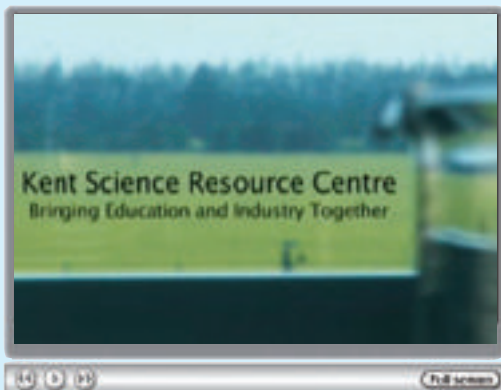 Kent Science Resource Centre
Bringing Education and Industry Together
Full screen